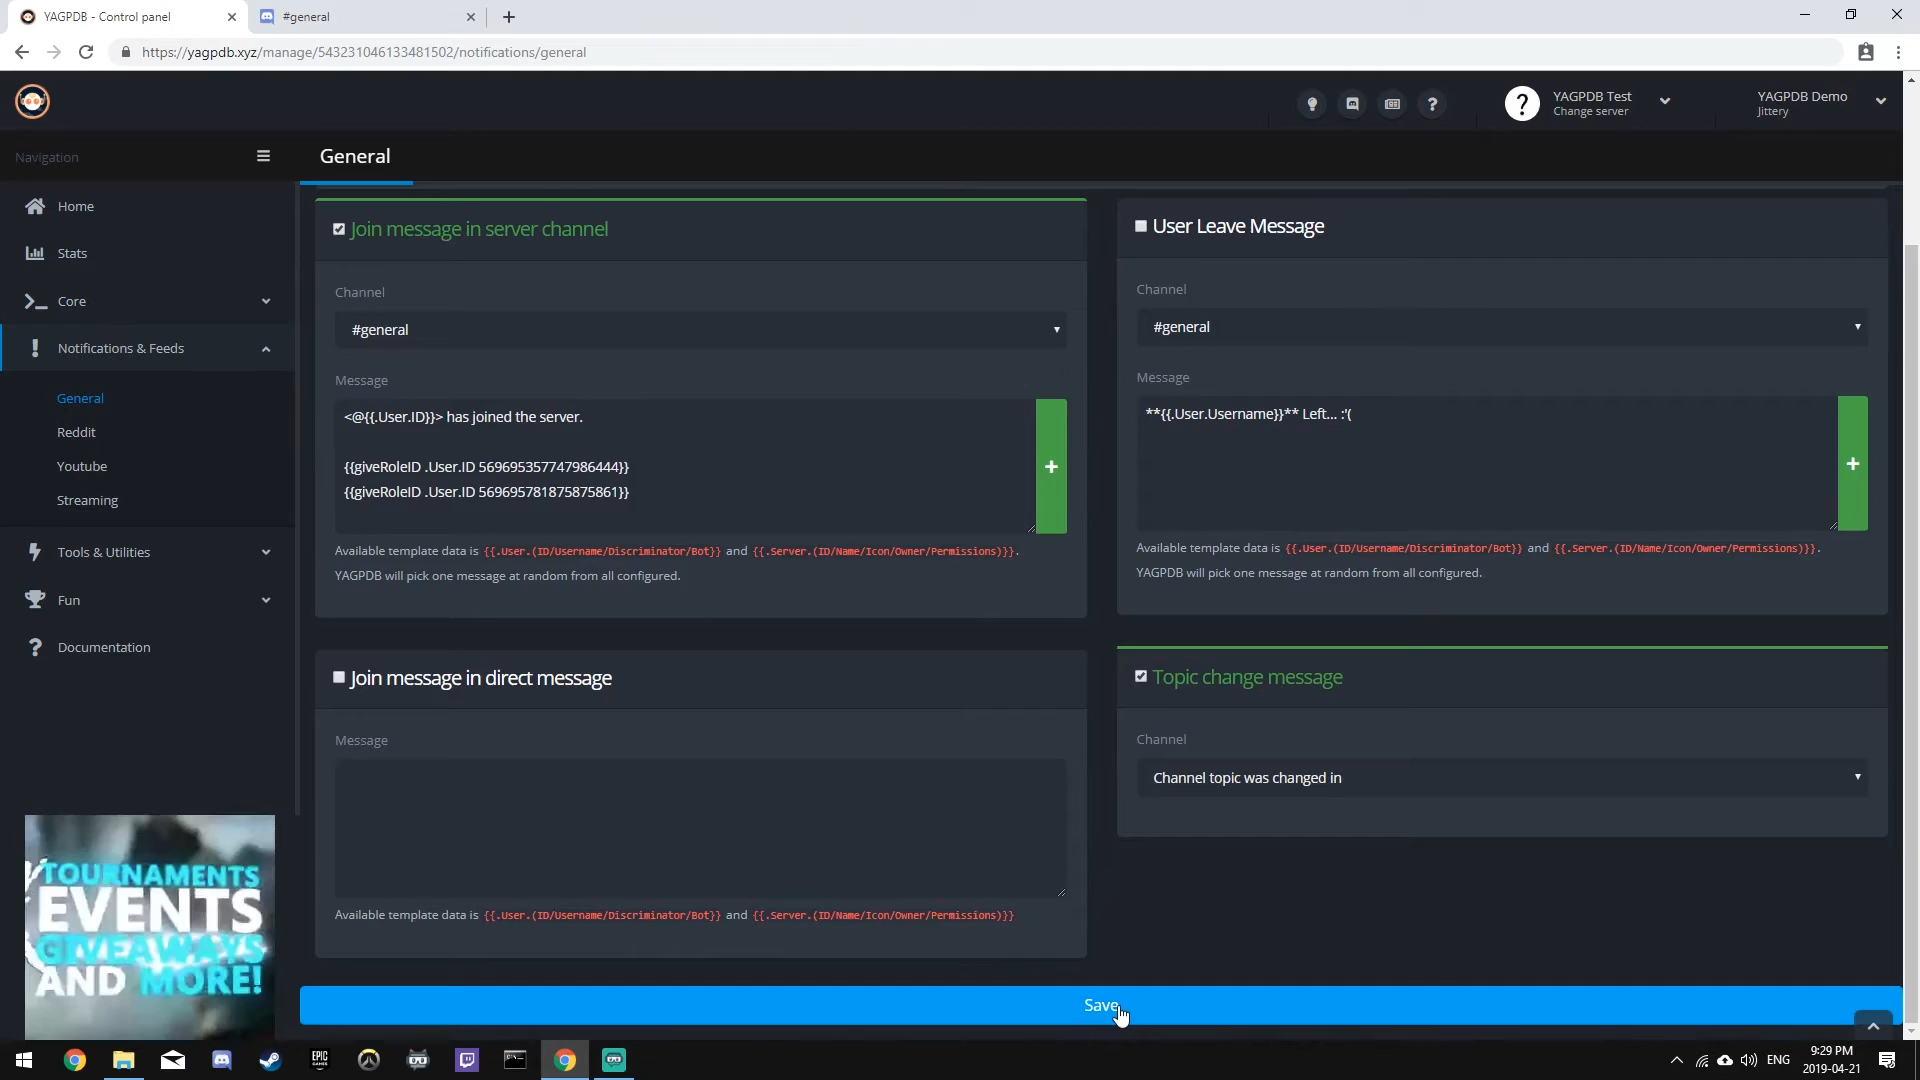 YAGPDB - Control panel
#general
https://yagpdb.xyz/manage/543231046133481502/notifications/general
YAGPDB Test
Change server
YAGPDB Demo
Jittery
Navigation
General
Home
Stats
Core
Notifications & Feeds
General
Reddit
Youtube
Streaming
Tools & Utilities
Fun
Documentation
TOURNAMENTS
EVENTS
GIVEAWAYS
AND MORE!
Join message in server channel
Channel
#general
Message
<@{{.User.ID}}> has joined the server.
{{giveRoleID .User.ID 569695357747986444}}
{{giveRoleID .User.ID 569695781875875861}}
Available template data is {{.User.(ID/Username/Discriminator/Bot}} and {{.Server.(ID/Name/Icon/Owner/Permissions)}}.
YAGPDB will pick one message at random from all configured.
User Leave Message
Channel
#general
Message
**{{.User.Username}}** Left... :'(
Available template data is {{.User.(ID/Username/Discriminator/Bot}} and {{.Server.(ID/Name/Icon/Owner/Permissions)}}.
YAGPDB will pick one message at random from all configured.
Join message in direct message
Message
Available template data is {{.User.(ID/Username/Discriminator/Bot}} and {{.Server.(ID/Name/Icon/Owner/Permissions)}}
Topic change message
Channel
Channel topic was changed in
Save
EPIC
GAMES
ENG
9:29 PM
2019-04-21